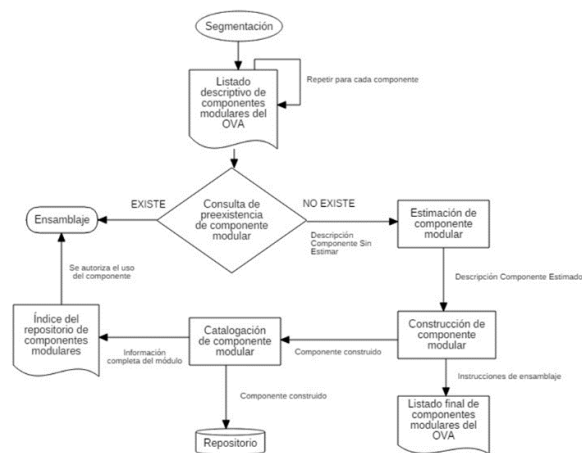 Segmentación
Listado
descriptivo de
componentes
modulares del
OVA
Repetir para cada componente
EXISTE
Consulta de
preexistencia
de componente
modular
NO EXISTE
Descripción
Componente Sin
Estimar
Estimación de
componente
modular
Ensamblaje
Se autoriza el uso
del componente
Descripción Componente Estimado
Índice del
repositorio de
componentes
modulares
Información
completa del módulo
Catalogación
de componente
modular
Componente construido
Construcción de
componente
modular
Componente construido
Instrucciones de ensamblaje
Repositorio
Listado final de
componentes
modulares del
OVA